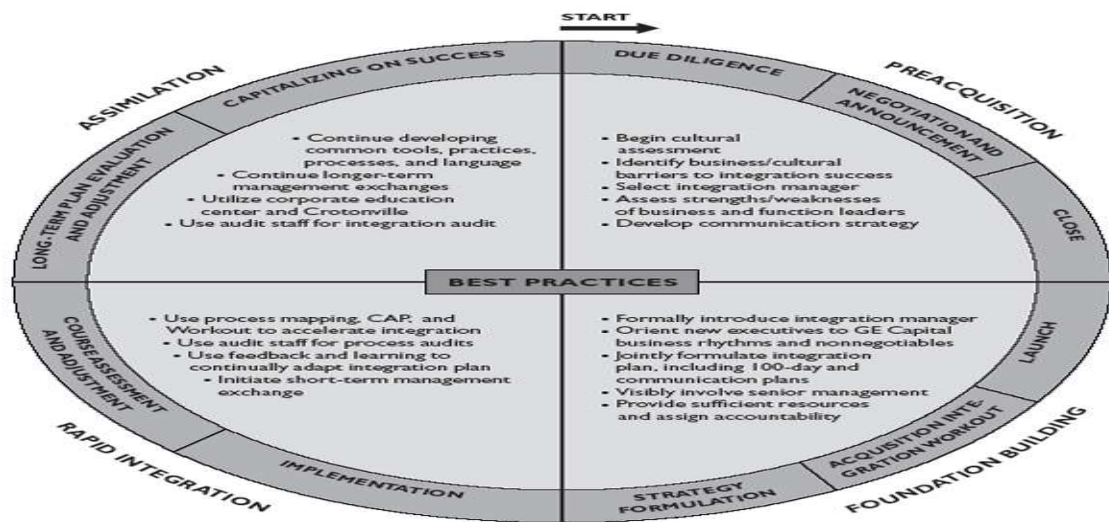 START
DUE DILIGENCE
NEGOTIATION AND
ANNOUNCEMENT
CLOSE
PREACQUISITION
• Begin cultural
assessment
• Identify business/cultural
barriers to integration success
• Select integration manager
• Assess strengths/weaknesses
of business and function leaders
• Develop communication strategy
LAUNCH
ACQUISITION INTE-
GRATION WORKOUT
STRATEGY
FORMULATION
FOUNDATION BUILDING
• Formally introduce integration manager
• Orient new executives to GE Capital
business rhythms and nonnegotiables
• Jointly formulate integration
plan, including 100-day and
communication plans
• Visibly involve senior management
• Provide sufficient resources
and assign accountability
IMPLEMENTATION
COURSE ASSESSMENT
AND ADJUSTMENT
RAPID INTEGRATION
• Use process mapping, CAP, and
Workout to accelerate integration
• Use audit staff for process audits
• Use feedback and learning to
continually adapt integration plan
• Initiate short-term management
exchange
LONG-TERM PLAN EVALUATION
AND ADJUSTMENT
CAPITALIZING ON SUCCESS
ASSIMILATION
• Continue developing
common tools, practices,
processes, and language
• Continue longer-term
management exchanges
• Utilize corporate education
center and Crotonville
• Use audit staff for integration audit
BEST PRACTICES